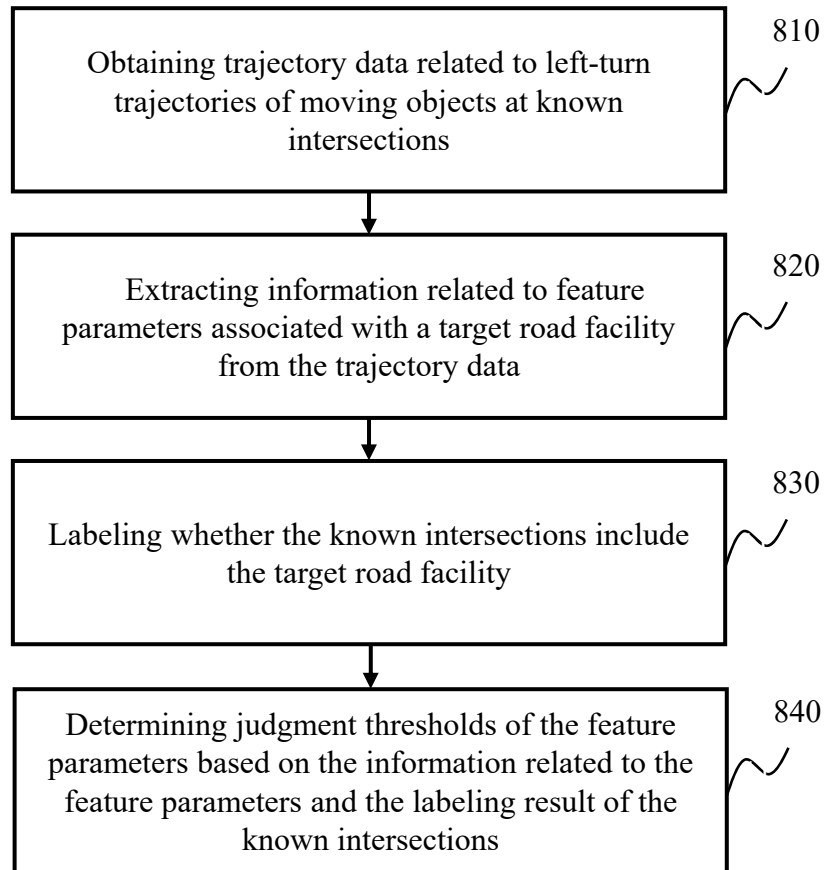 810
Obtaining trajectory data related to left-turn
trajectories of moving objects at known
intersections
820
Extracting information related to feature
parameters associated with a target road facility
from the trajectory data
830
Labeling whether the known intersections include
the target road facility
840
Determining judgment thresholds of the feature
parameters based on the information related to the
feature parameters and the labeling result of the
known intersections